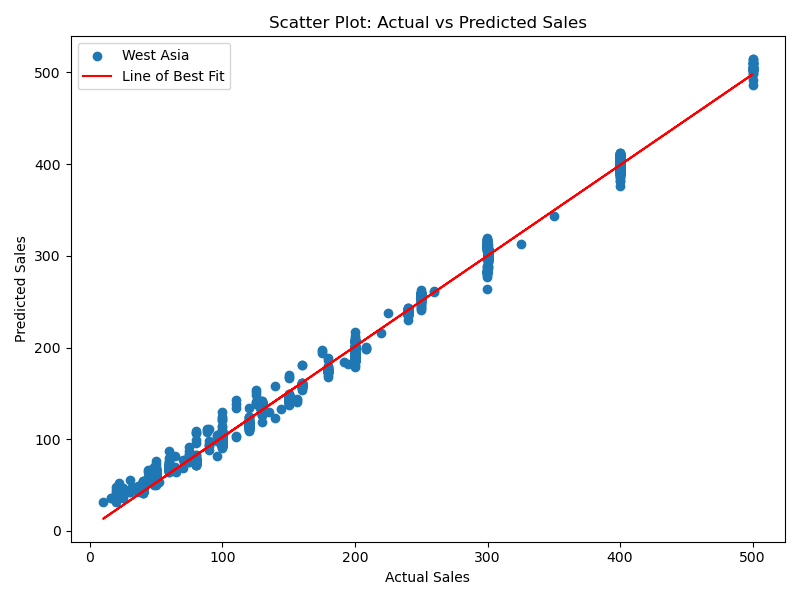 Scatter Plot: Actual vs Predicted Sales
West Asia
Line of Best Fit
500
400
300
200
100
0
Predicted Sales
0 100 200 300 400 500
Actual Sales